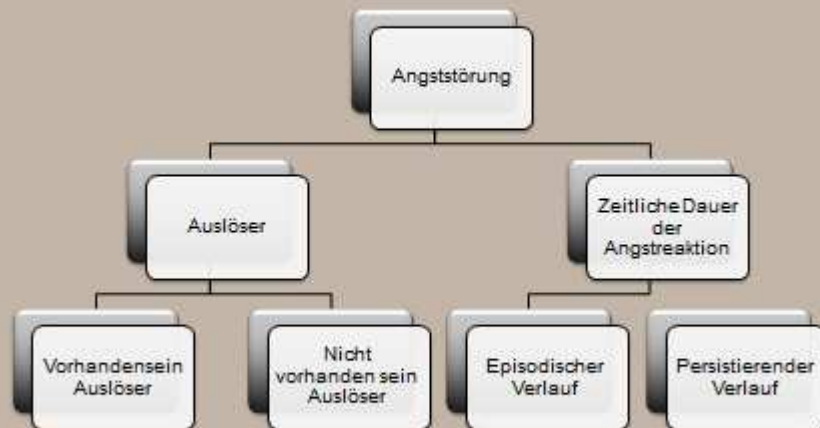 Angststörung
Auslöser
Zeitliche Dauer
der
Angstreaktion
Vorhandensein
Auslöser
Nicht
vorhanden sein
Auslöser
Episodischer
Verlauf
Persistierender
Verlauf